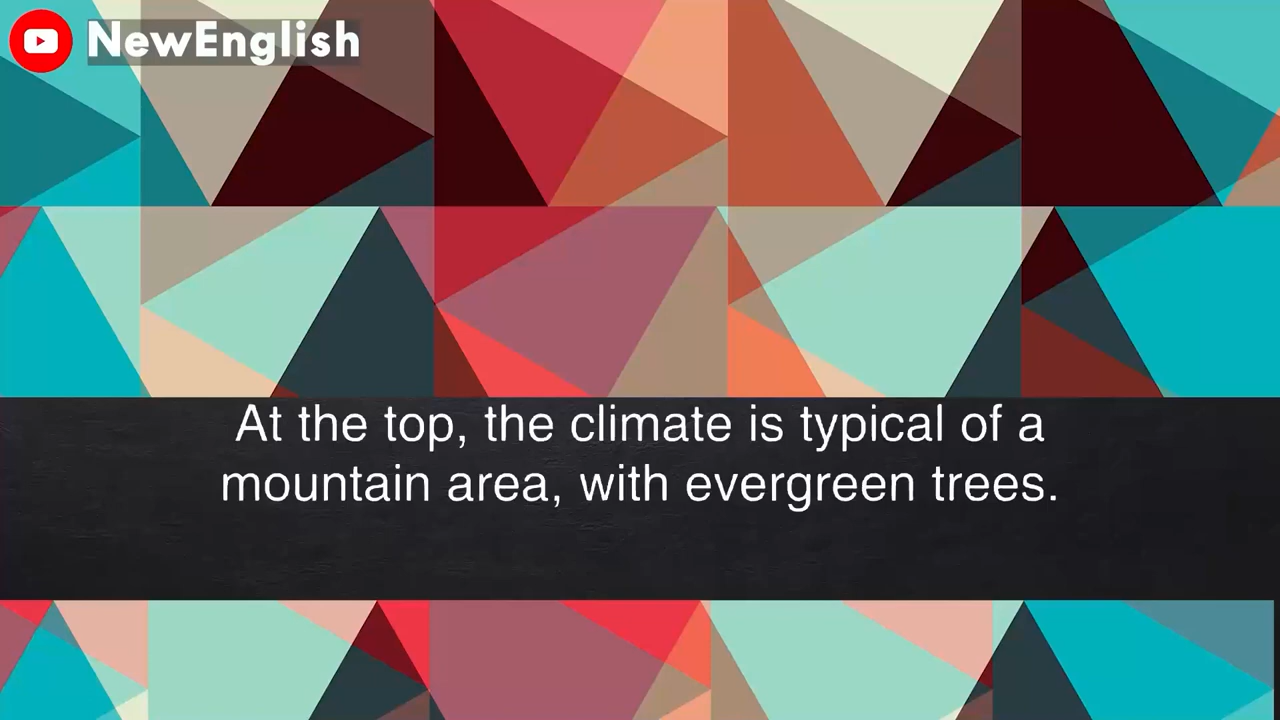 NewEnglish
At the top, the climate is typical of a
mountain area, with evergreen trees.